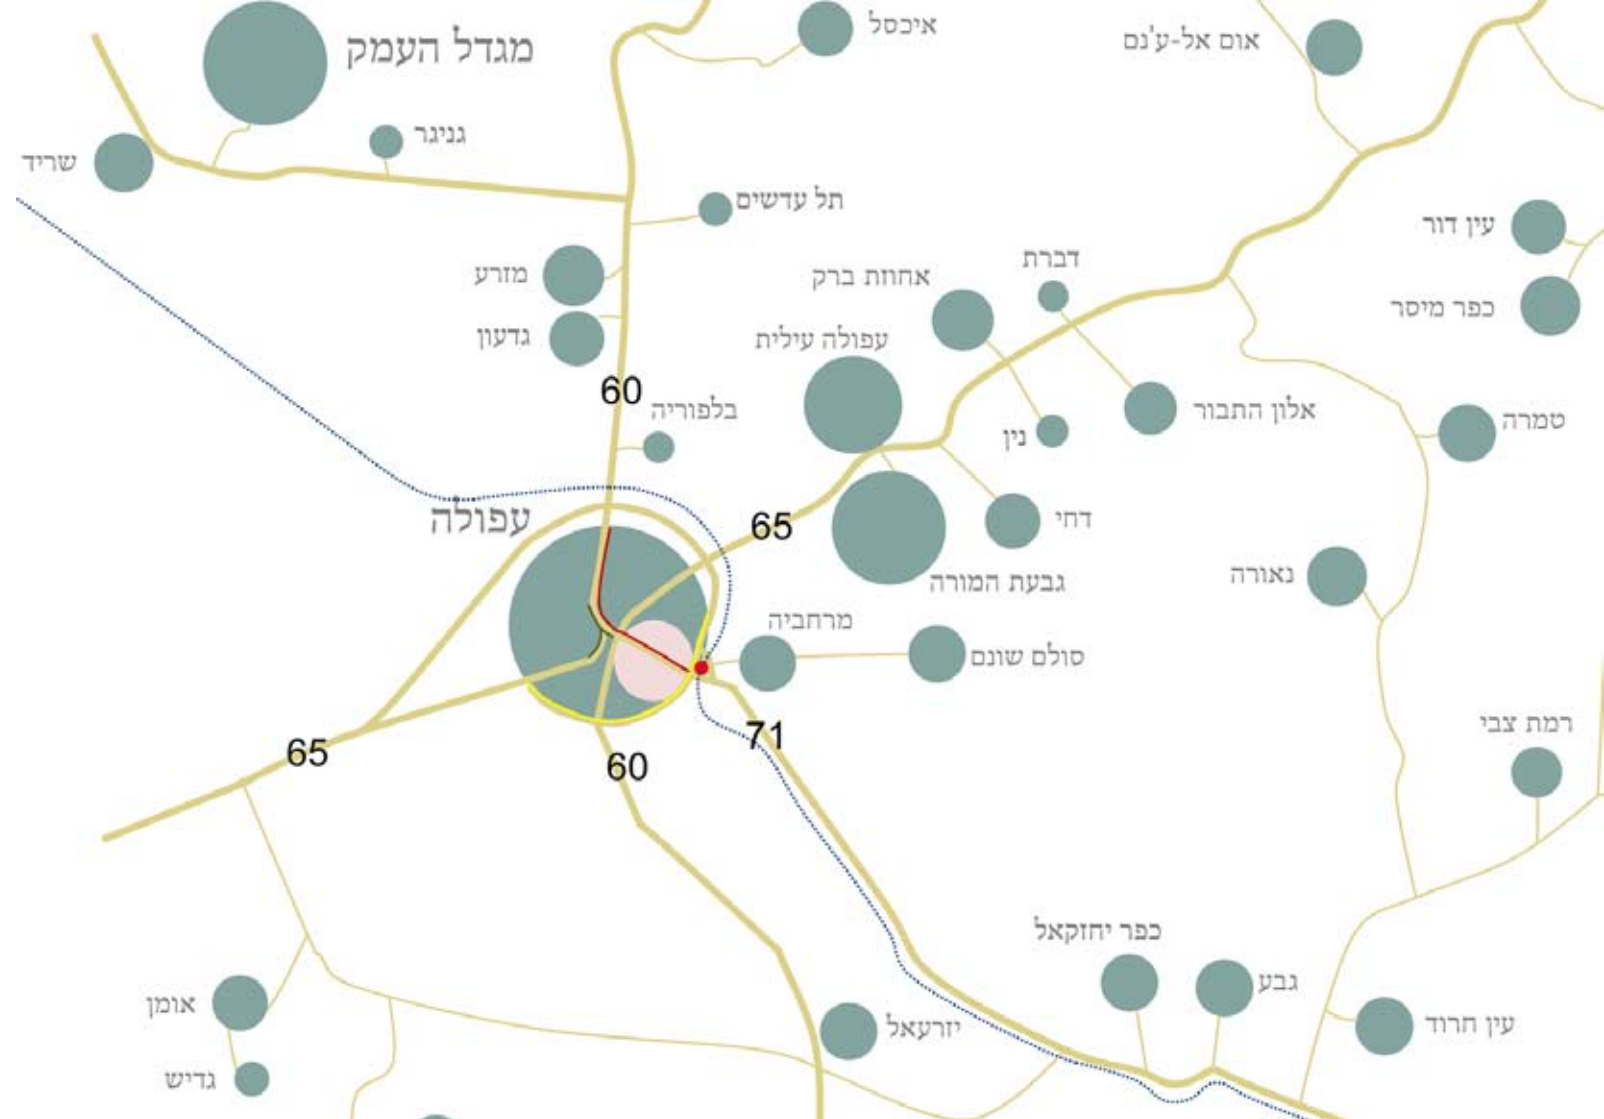 איכסל
אום אל-ע'נם
מגדל העמק
גניגר
שריד
תל עדשים
עין דור
דברת
אחוזת ברק
מזרע
כפר מיסר
גדעון
עפולה עילית
60
בלפוריה
אלון התבור
טמרה
נין
עפולה
65
דחי
גבעת המורה
נאורה
מרחביה
סולם שונם
רמת צבי
71
65
60
כפר יחזקאל
גבע
אומן
יזרעאל
עין חרוד
גדיש